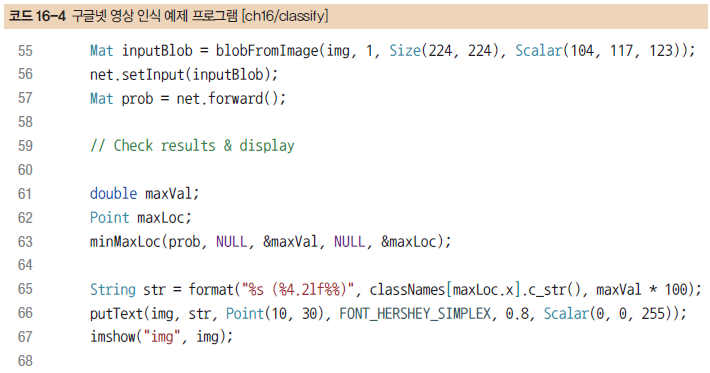 코드 16-4 구글넷 영상 인식 예제 프로그램 [ch16/classify]
55 Mat inputBlob = blobFromImage(img, 1, Size(224, 224), Scalar(104, 117, 123));
56 net.setInput(inputBlob);
57 Mat prob = net.forward();
58
59 // Check results & display
60
61 double maxVal;
62 Point maxLoc;
63 minMaxLoc(prob, NULL, &maxVal, NULL, &maxLoc);
64
65 String str = format("%s (%4.2lf%%)", classNames[maxLoc.x].c_str(), maxVal * 100);
66 putText(img, str, Point(10, 30), FONT_HERSHEY_SIMPLEX, 0.8, Scalar(0, 0, 255));
67 imshow("img", img);
68